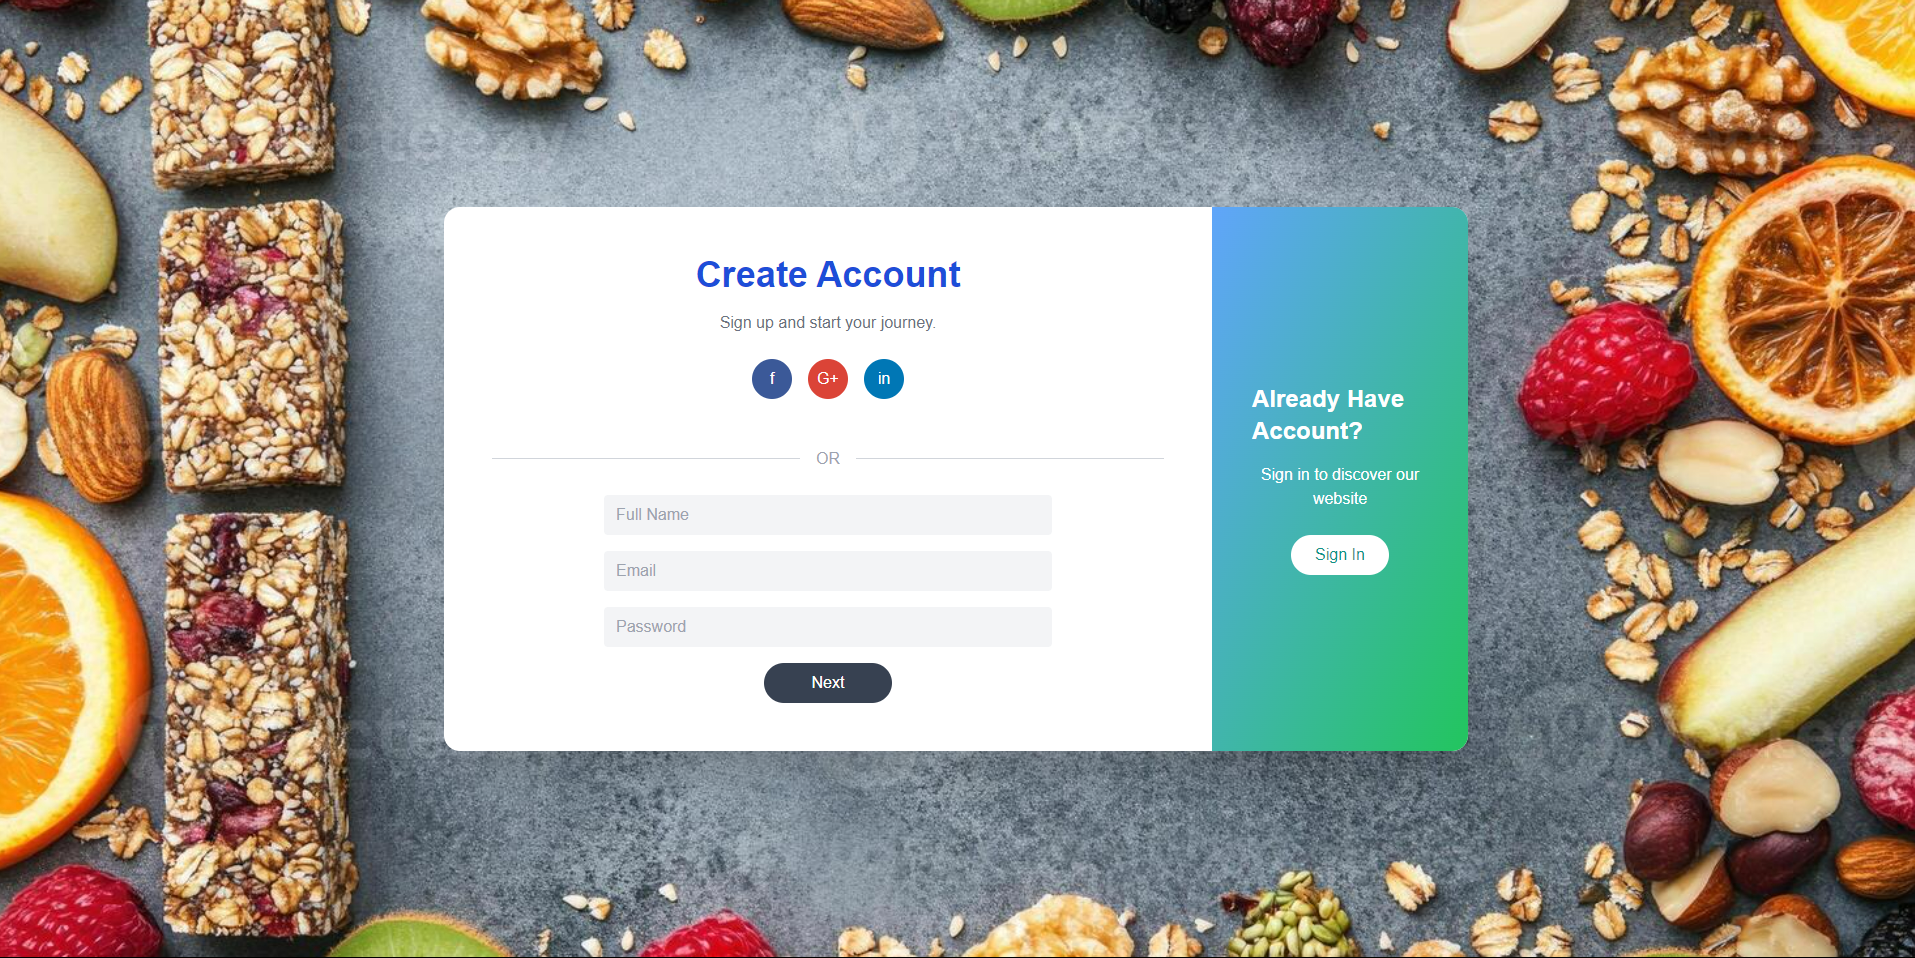 Create Account
Sign up and start your journey.
f G+ in
OR
Full Name
Email
Password
Next
Already Have
Account?
Sign in to discover our
website
Sign In